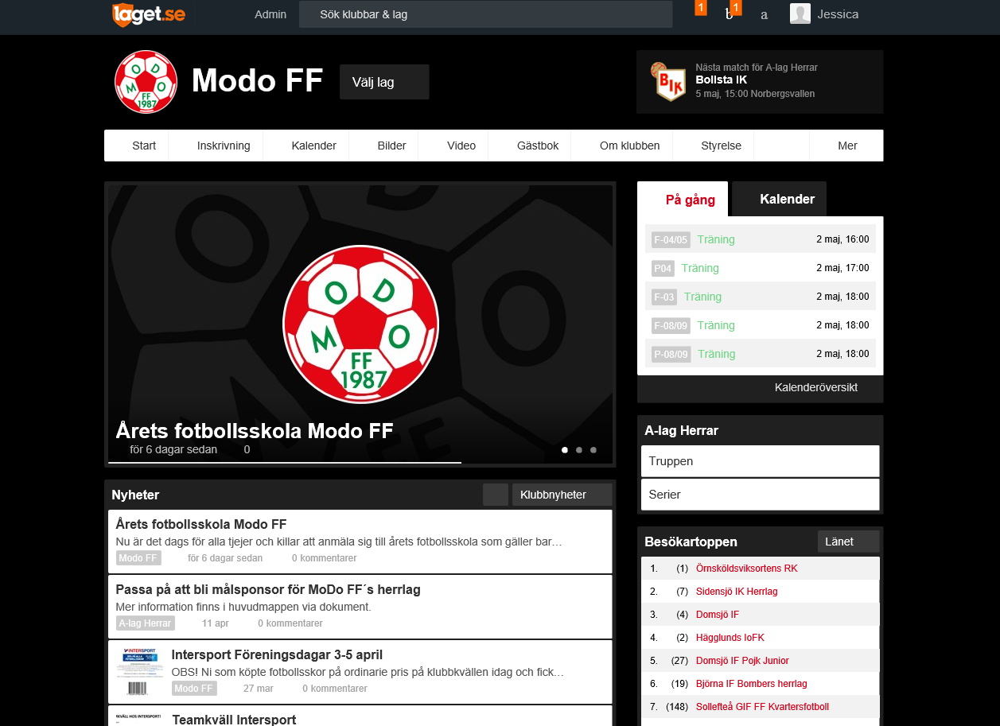 laget.se
Admin
Sök klubbar & lag
1
b
1
a
Jessica
MODO
FF
1987
Modo FF
Välj lag
BIK
Nästa match för A-lag Herrar
Bollsta IK
5 maj, 15:00 Norbergsvallen
Start
Inskrivning
Kalender
Bilder
Video
Gästbok
Om klubben
Styrelse
Mer
MODO
FF
1987
Årets fotbollsskola Modo FF
för 6 dagar sedan 0
På gång
Kalender
F-04/05 Träning 2 maj, 16:00
P04 Träning 2 maj, 17:00
F-03 Träning 2 maj, 18:00
F-08/09 Träning 2 maj, 18:00
P-08/09 Träning 2 maj, 18:00
Kalenderöversikt
A-lag Herrar
Truppen
Serier
Besökartoppen
Länet
1. (1) Örnsköldsviksortens RK
2. (7) Sidensjö IK Herrlag
3. (4) Domsjö IF
4. (2) Hägglunds IoFK
5. (27) Domsjö IF Pojk Junior
6. (19) Björna IF Bombers herrlag
7. (148) Sollefteå GIF FF Kvartersfotboll
Nyheter
Klubbnyheter
Årets fotbollsskola Modo FF
Nu är det dags för alla tjejer och killar att anmäla sig till årets fotbollsskola som gäller bar…
Modo FF för 6 dagar sedan 0 kommentarer
Passa på att bli målsponsor för MoDo FF´s herrlag
Mer information finns i huvudmappen via dokument.
A-lag Herrar 11 apr 0 kommentarer
INTERSPORT
Intersport Föreningsdagar 3-5 april
OBS! Ni som köpte fotbollsskor på ordinarie pris på klubbkvällen idag och fick…
Modo FF 27 mar 0 kommentarer
KVÄLL HOS INTERSPORT!
Teamkväll Intersport